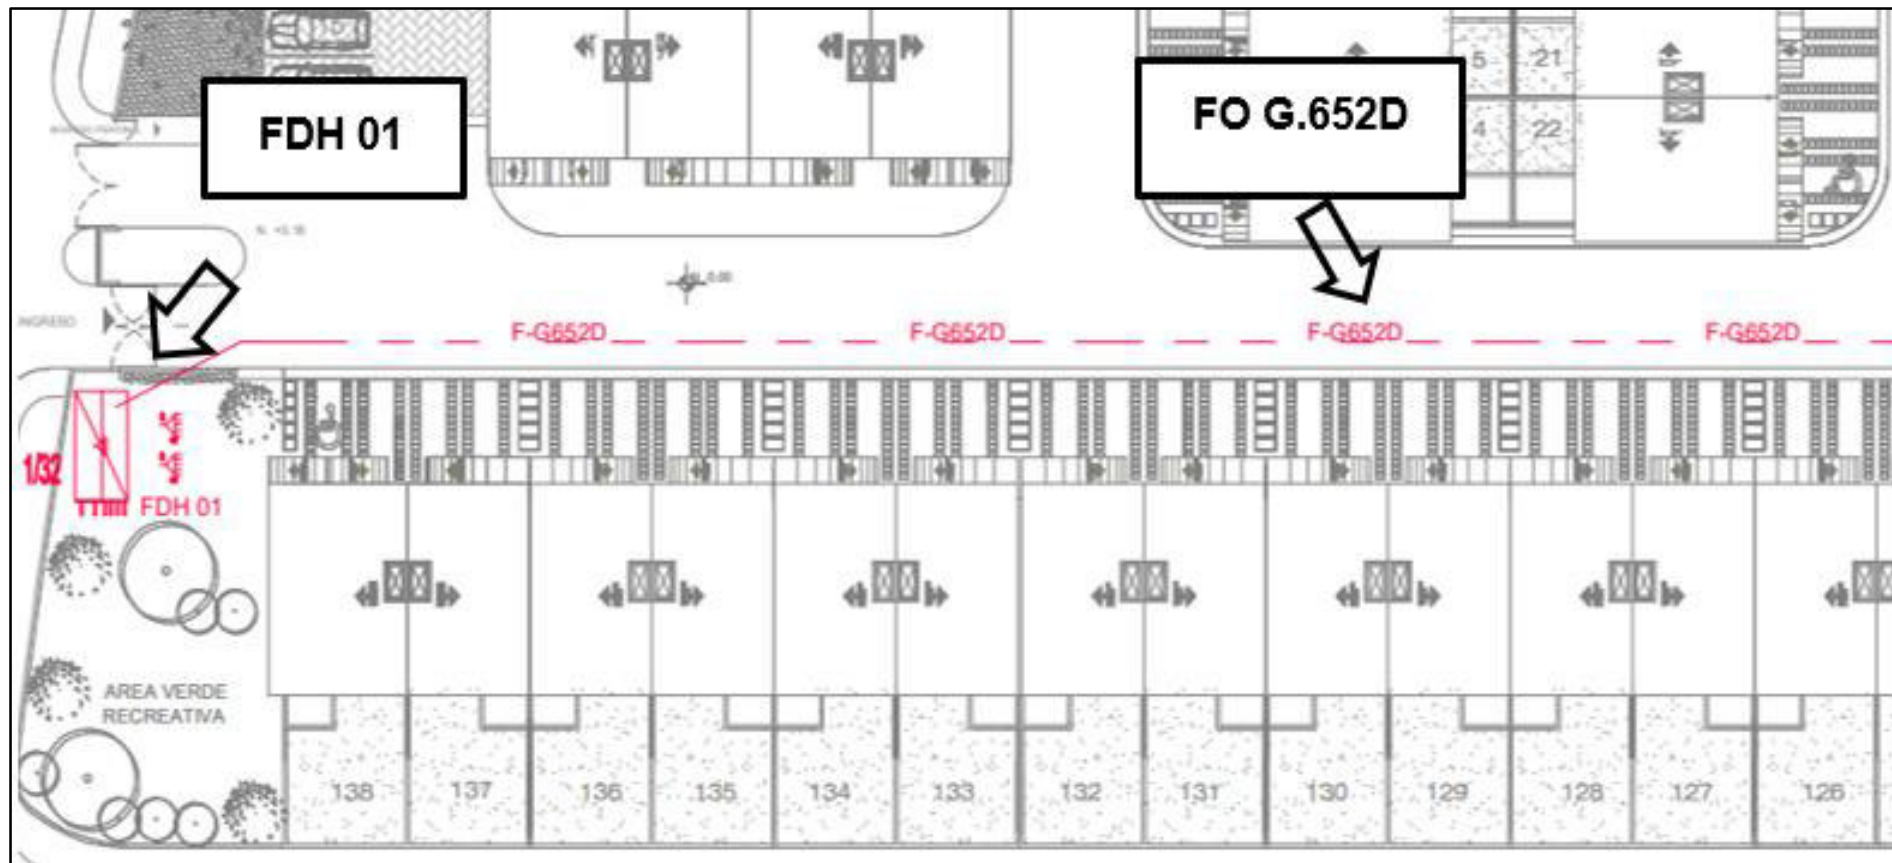 FDH 01
FO G.652D
5 21
4 22
INGRESO
F-G652D F-G652D F-G652D F-G652D
1/32
FDH 01
AREA VERDE
RECREATIVA
138 137 136 135 134 133 132 131 130 129 128 127 126